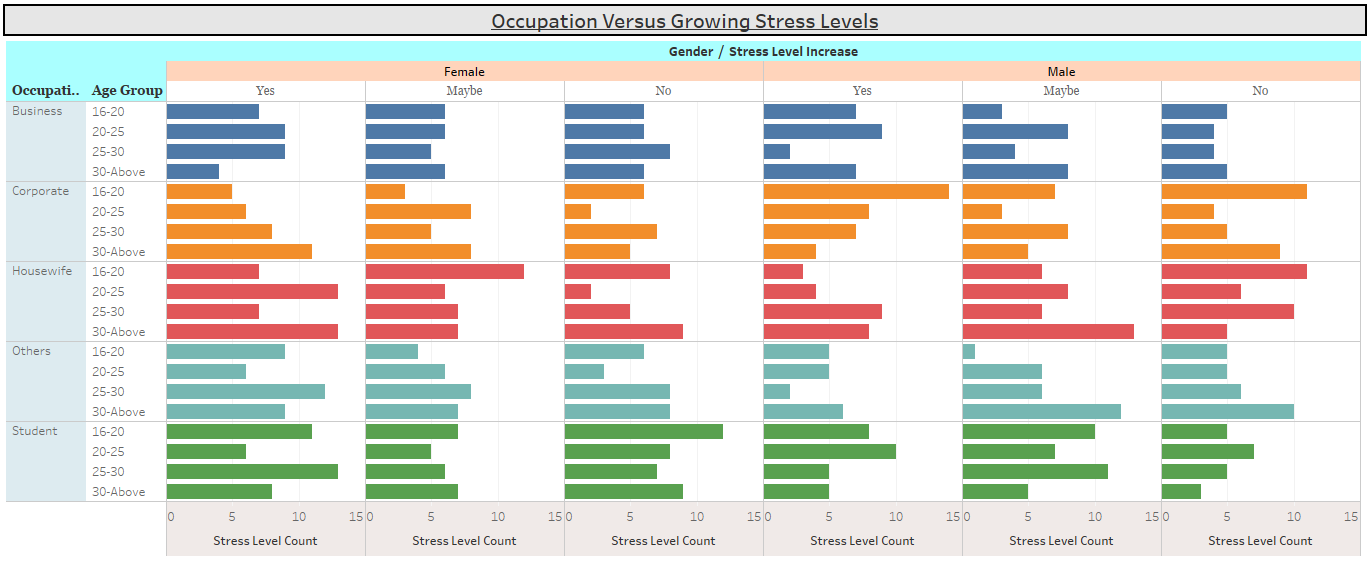 Occupation Versus Growing Stress Levels
Gender / Stress Level Increase
Female Male
Occupati.. Age Group Yes Maybe No Yes Maybe No
Business 16-20
20-25
25-30
30-Above
Corporate 16-20
20-25
25-30
30-Above
Housewife 16-20
20-25
25-30
30-Above
Others 16-20
20-25
25-30
30-Above
Student 16-20
20-25
25-30
30-Above
0 5 10 15 0 5 10 15 0 5 10 15 0 5 10 15 0 5 10 15 0 5 10 15
Stress Level Count Stress Level Count Stress Level Count Stress Level Count Stress Level Count Stress Level Count